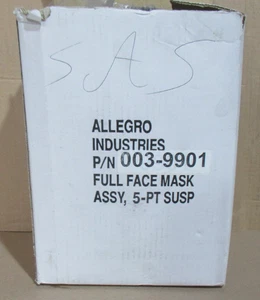 SAS
ALLEGRO
INDUSTRIES
P/N 003-9901
FULL FACE MASK
ASSY, 5-PT SUSP